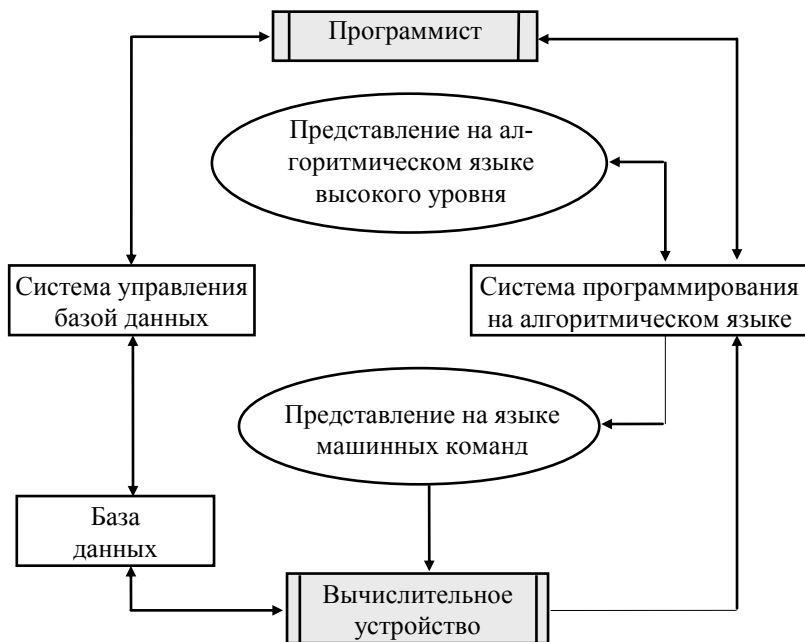 Программист
Представление на ал-
горитмическом языке
высокого уровня
Система управления
базой данных
Система программирования
на алгоритмическом языке
Представление на языке
машинных команд
База
данных
Вычислительное
устройство